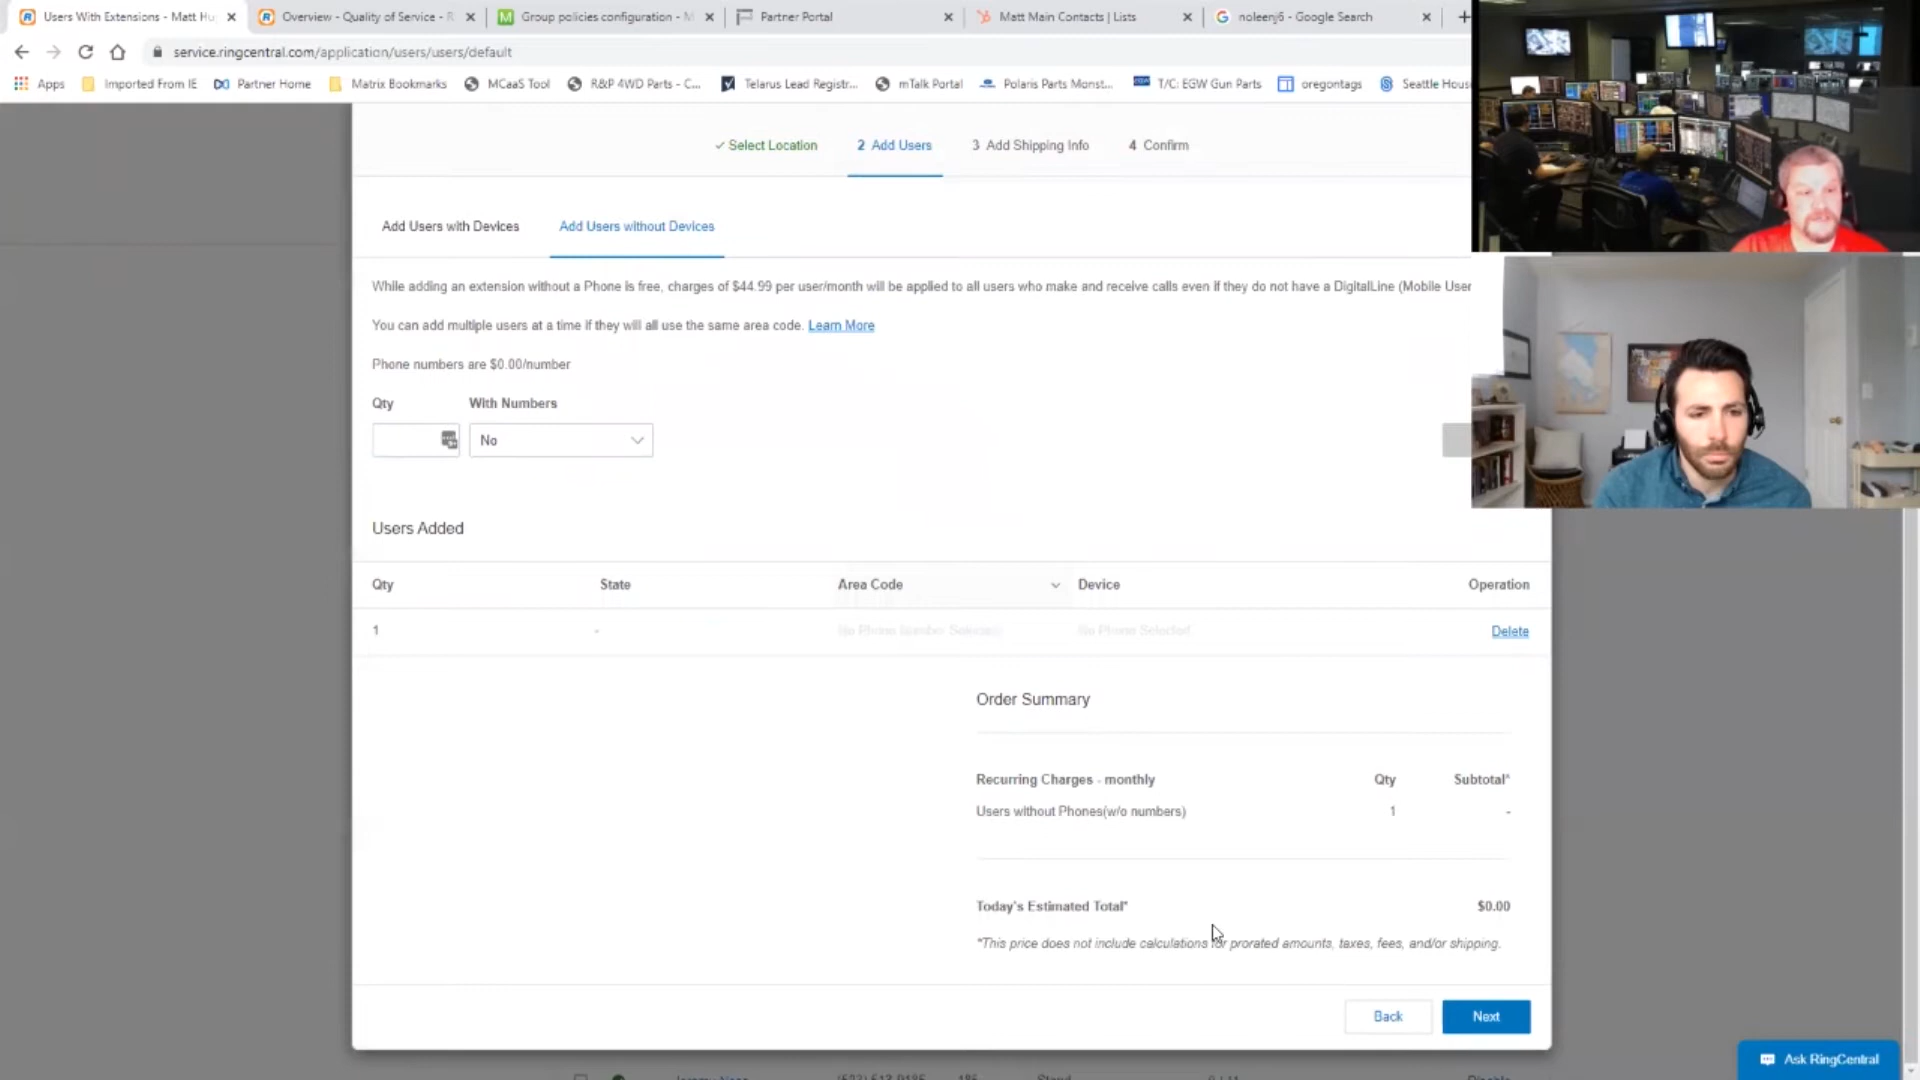 Users With Extensions - Matt Hu
Overview - Quality of Service - R
Group policies configuration - M
Partner Portal
Matt Main Contacts | Lists
noleenj6 - Google Search
service.ringcentral.com/application/users/users/default
Apps
Imported From IE
Partner Home
Matrix Bookmarks
MCaaS Tool
R&P 4WD Parts - C...
Telarus Lead Registr...
mTalk Portal
Polaris Parts Monst...
T/C: EGW Gun Parts
oregontags
Seattle Hous
Select Location
2 Add Users
3 Add Shipping Info
4 Confirm
Add Users with Devices
Add Users without Devices
While adding an extension without a Phone is free, charges of $44.99 per user/month will be applied to all users who make and receive calls even if they do not have a DigitalLine (Mobile User
You can add multiple users at a time if they will all use the same area code. Learn More
Phone numbers are $0.00/number
Qty With Numbers
No
Users Added
Qty State Area Code Device Operation
1 - No Phone Number Selected No Phone Selected Delete
Order Summary
Recurring Charges - monthly Qty Subtotal*
Users without Phones(w/o numbers) 1 -
Today's Estimated Total* $0.00
*This price does not include calculations for prorated amounts, taxes, fees, and/or shipping.
Back Next
Ask RingCentral